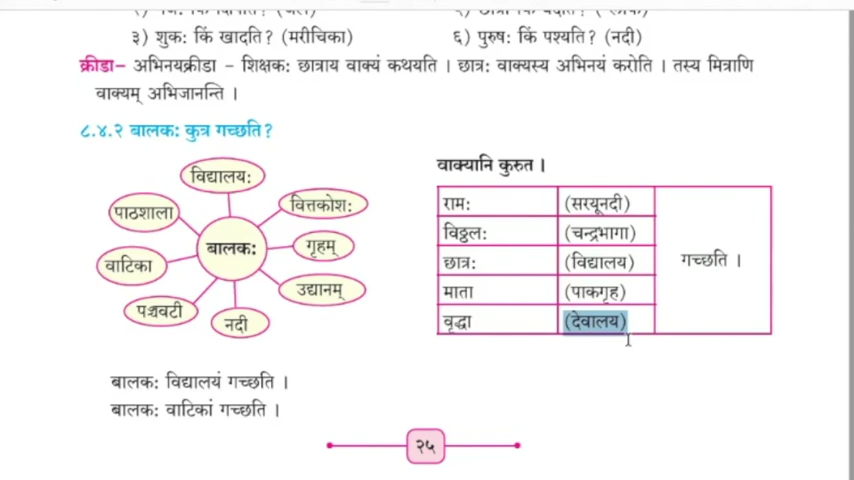 ३) शुक: किं खादति? (मरीचिका)
६) पुरुष: किं पश्यति? (नदी)
क्रीडा– अभिनयक्रीडा - शिक्षक: छात्राय वाक्यं कथयति । छात्र: वाक्यस्य अभिनयं करोति । तस्य मित्राणि
वाक्यम् अभिजानन्ति ।
८.४.२ बालक: कुत्र गच्छति?
विद्यालय:
पाठशाला
वित्तकोश:
बालक:
गृहम्
वाटिका
उद्यानम्
पञ्चवटी
नदी
वाक्यानि कुरुत ।
राम: (सरयूनदी)
विठ्ठल: (चन्द्रभागा)
छात्र: (विद्यालय) गच्छति ।
माता (पाकगृह)
वृद्धा (देवालय)
बालक: विद्यालयं गच्छति ।
बालक: वाटिकां गच्छति ।
२५